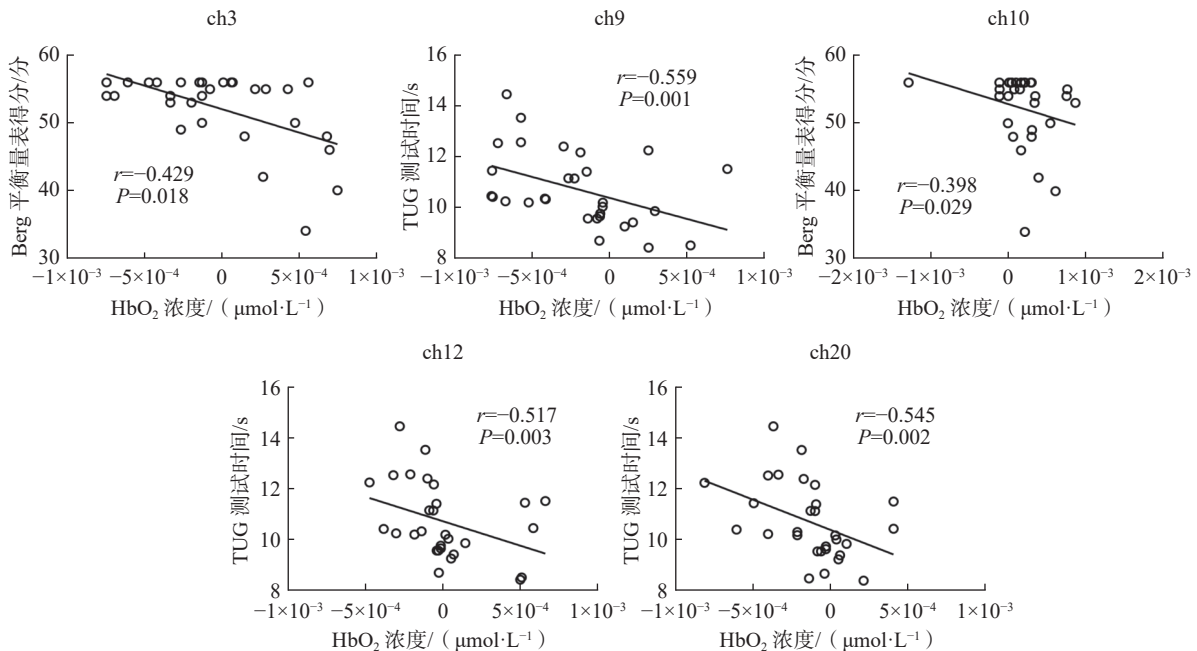 ch3
60
50
40
30
Berg 平衡量表得分/分
r=−0.429
P=0.018
−1×10⁻³
−5×10⁻⁴
0
5×10⁻⁴
1×10⁻³
HbO₂ 浓度/（μmol·L⁻¹）
ch9
16
14
12
10
8
TUG 测试时间/s
r=−0.559
P=0.001
−1×10⁻³
−5×10⁻⁴
0
5×10⁻⁴
1×10⁻³
HbO₂ 浓度/（μmol·L⁻¹）
ch10
60
50
40
30
Berg 平衡量表得分/分
r=−0.398
P=0.029
−2×10⁻³
−1×10⁻³
0
1×10⁻³
2×10⁻³
HbO₂ 浓度/（μmol·L⁻¹）
ch12
16
14
12
10
8
TUG 测试时间/s
r=−0.517
P=0.003
−1×10⁻³
−5×10⁻⁴
0
5×10⁻⁴
1×10⁻³
HbO₂ 浓度/（μmol·L⁻¹）
ch20
16
14
12
10
8
TUG 测试时间/s
r=−0.545
P=0.002
−1×10⁻³
−5×10⁻⁴
0
5×10⁻⁴
1×10⁻³
HbO₂ 浓度/（μmol·L⁻¹）